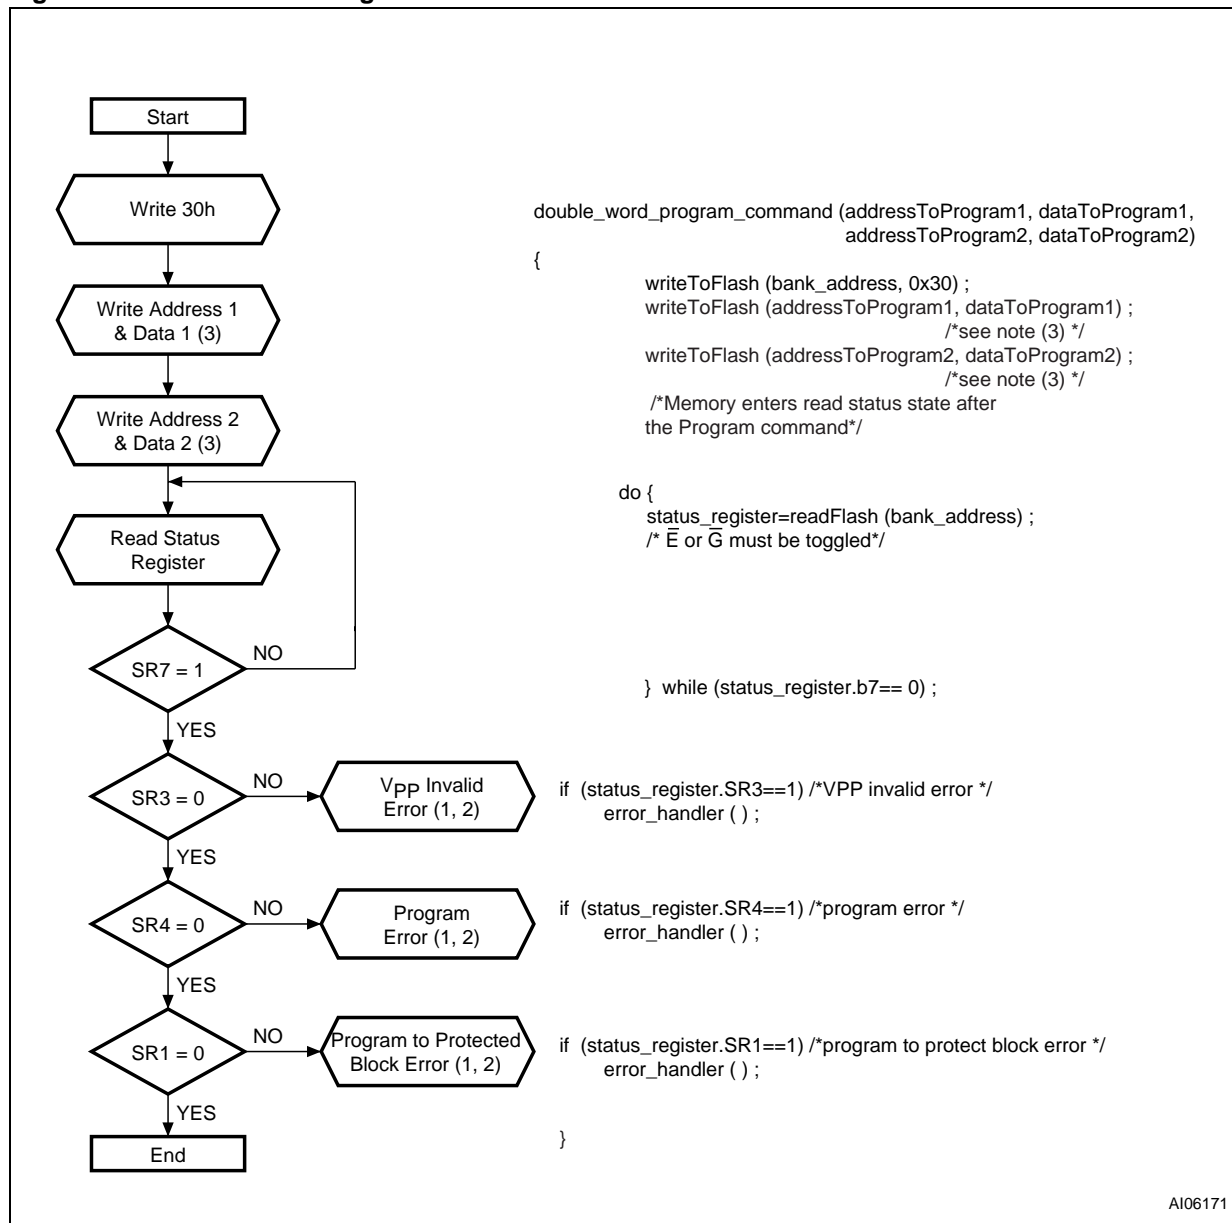 Start
Write 30h
Write Address 1
& Data 1 (3)
Write Address 2
& Data 2 (3)
Read Status
Register
SR7 = 1
NO
YES
SR3 = 0
NO
VPP Invalid
Error (1, 2)
YES
SR4 = 0
NO
Program
Error (1, 2)
YES
SR1 = 0
NO
Program to Protected
Block Error (1, 2)
YES
End
double_word_program_command (addressToProgram1, dataToProgram1,
addressToProgram2, dataToProgram2)
{
writeToFlash (bank_address, 0x30) ;
writeToFlash (addressToProgram1, dataToProgram1) ;
/*see note (3) */
writeToFlash (addressToProgram2, dataToProgram2) ;
/*see note (3) */
/*Memory enters read status state after
the Program command*/
do {
status_register=readFlash (bank_address) ;
/* E̅ or G̅ must be toggled*/
} while (status_register.b7== 0) ;
if (status_register.SR3==1) /*VPP invalid error */
error_handler ( ) ;
if (status_register.SR4==1) /*program error */
error_handler ( ) ;
if (status_register.SR1==1) /*program to protect block error */
error_handler ( ) ;
}
AI06171